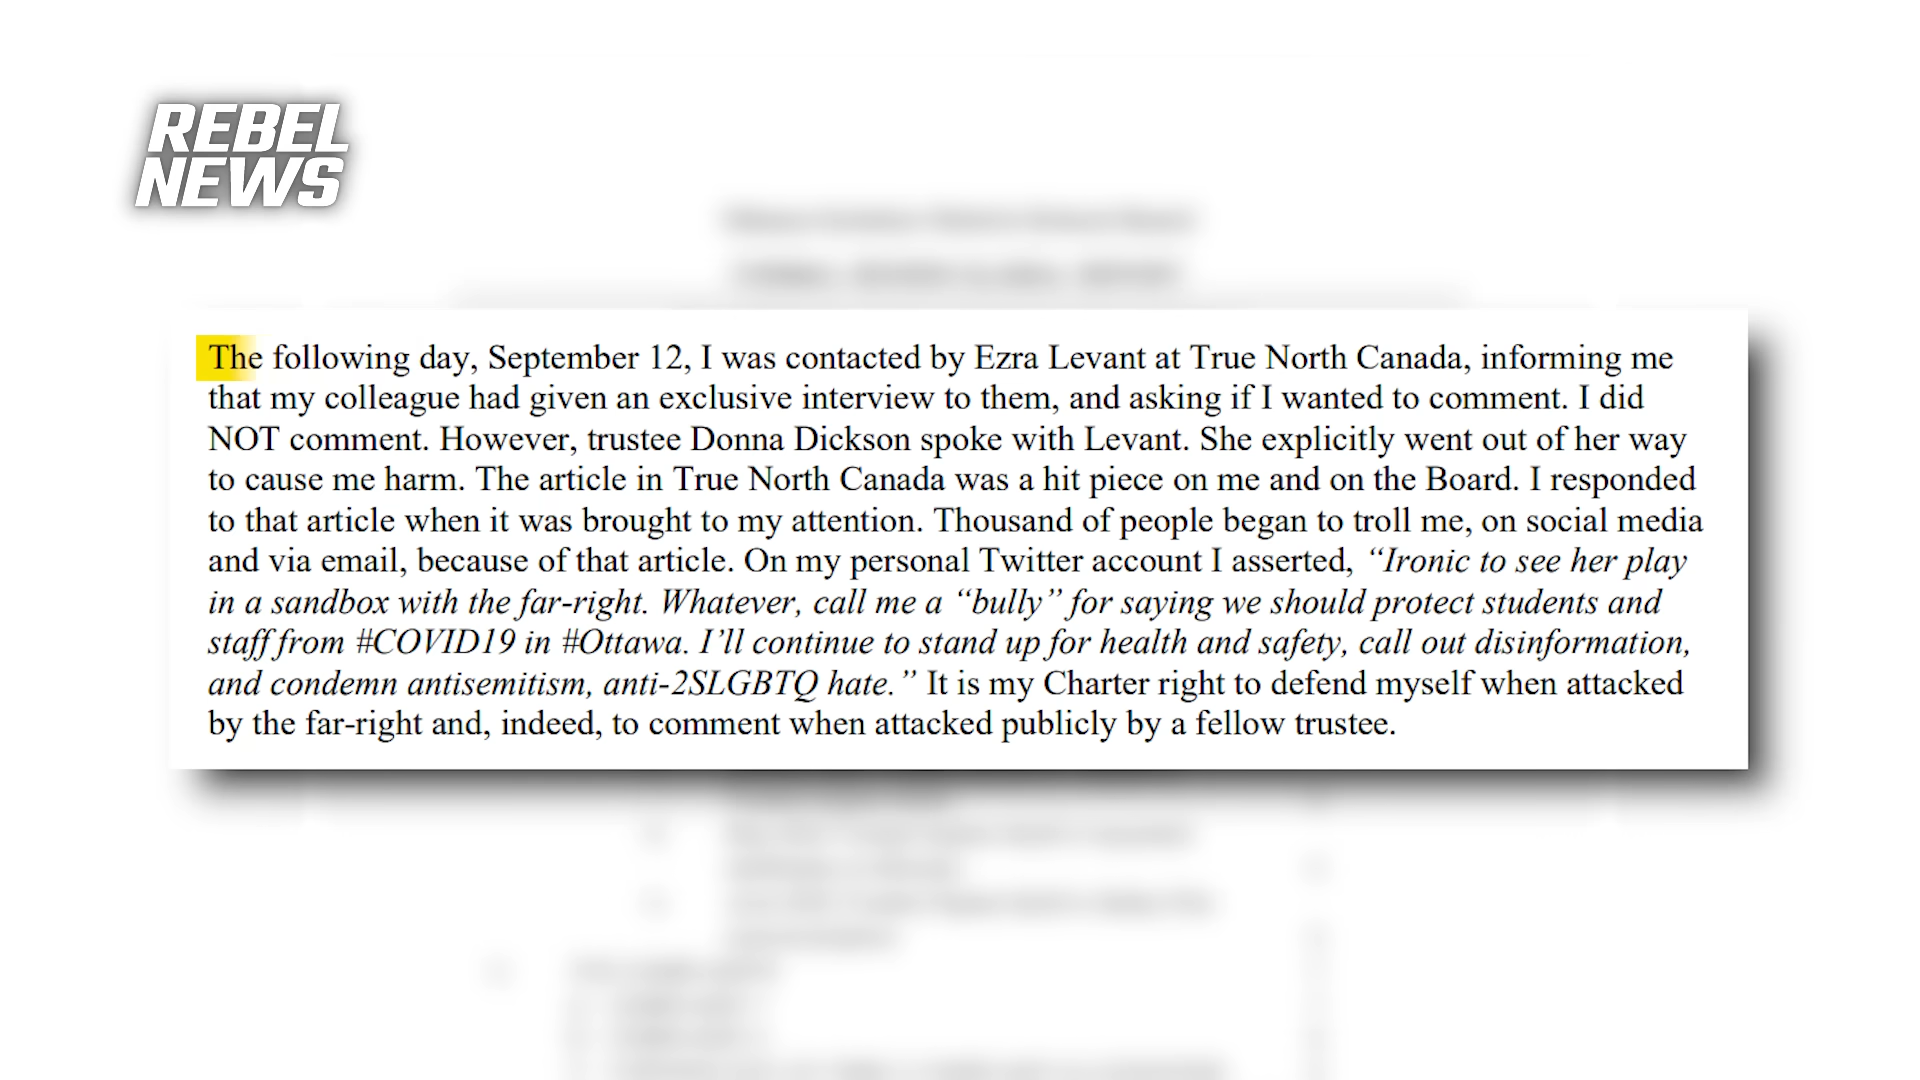 REBEL
NEWS
The following day, September 12, I was contacted by Ezra Levant at True North Canada, informing me
that my colleague had given an exclusive interview to them, and asking if I wanted to comment. I did
NOT comment. However, trustee Donna Dickson spoke with Levant. She explicitly went out of her way
to cause me harm. The article in True North Canada was a hit piece on me and on the Board. I responded
to that article when it was brought to my attention. Thousand of people began to troll me, on social media
and via email, because of that article. On my personal Twitter account I asserted, “Ironic to see her play
in a sandbox with the far-right. Whatever, call me a “bully” for saying we should protect students and
staff from #COVID19 in #Ottawa. I’ll continue to stand up for health and safety, call out disinformation,
and condemn antisemitism, anti-2SLGBTQ hate.” It is my Charter right to defend myself when attacked
by the far-right and, indeed, to comment when attacked publicly by a fellow trustee.